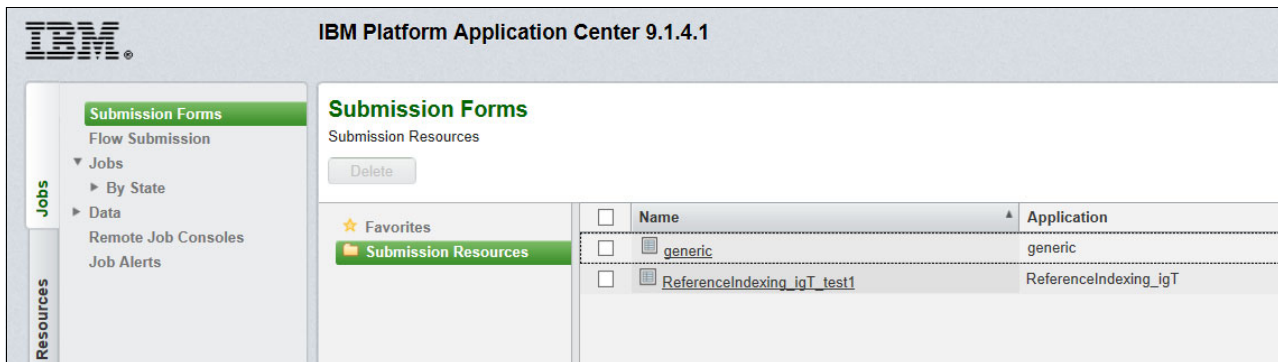 IBM®
IBM Platform Application Center 9.1.4.1
Jobs
Resources
Submission Forms
Flow Submission
Jobs
By State
Data
Remote Job Consoles
Job Alerts
Submission Forms
Submission Resources
Delete
Favorites
Submission Resources
Name Application
generic generic
ReferenceIndexing_igT_test1 ReferenceIndexing_igT